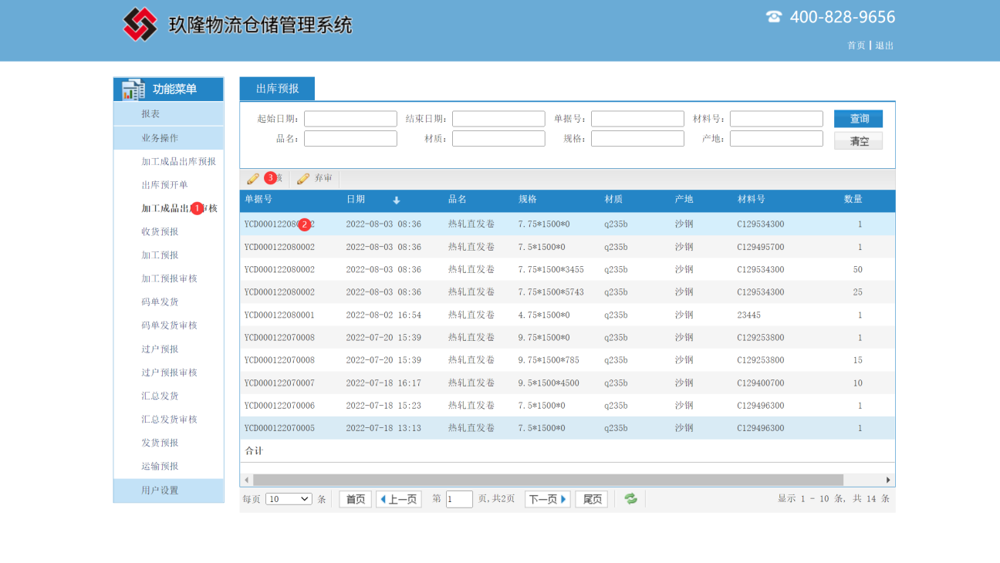 玖隆物流仓储管理系统
400-828-9656
首页 | 退出
功能菜单
报表
业务操作
加工成品出库预报
出库预开单
加工成品出 1 审核
收货预报
加工预报
加工预报审核
码单发货
码单发货审核
过户预报
过户预报审核
汇总发货
汇总发货审核
发货预报
运输预报
用户设置
出库预报
起始日期: 结束日期: 单据号: 材料号: 查询
品名: 材质: 规格: 产地: 清空
3 弃审
单据号 日期 品名 规格 材质 产地 材料号 数量
YCD00012208 2 2 2022-08-03 08:36 热轧直发卷 7.75*1500*0 q235b 沙钢 C129534300 1
YCD000122080002 2022-08-03 08:36 热轧直发卷 7.5*1500*0 q235b 沙钢 C129495700 1
YCD000122080002 2022-08-03 08:36 热轧直发卷 7.75*1500*3455 q235b 沙钢 C129534300 50
YCD000122080002 2022-08-03 08:36 热轧直发卷 7.75*1500*5743 q235b 沙钢 C129534300 25
YCD000122080001 2022-08-02 16:54 热轧直发卷 4.75*1500*0 q235b 沙钢 23445 1
YCD000122070008 2022-07-20 15:39 热轧直发卷 9.75*1500*0 q235b 沙钢 C129253800 1
YCD000122070008 2022-07-20 15:39 热轧直发卷 9.75*1500*785 q235b 沙钢 C129253800 15
YCD000122070007 2022-07-18 16:17 热轧直发卷 9.5*1500*4500 q235b 沙钢 C129400700 10
YCD000122070006 2022-07-18 15:23 热轧直发卷 7.5*1500*0 q235b 沙钢 C129496300 1
YCD000122070005 2022-07-18 13:13 热轧直发卷 7.5*1500*0 q235b 沙钢 C129496300 1
合计
每页 10 条 首页 上一页 第 1 页,共2页 下一页 尾页 显示 1 - 10 条, 共 14 条